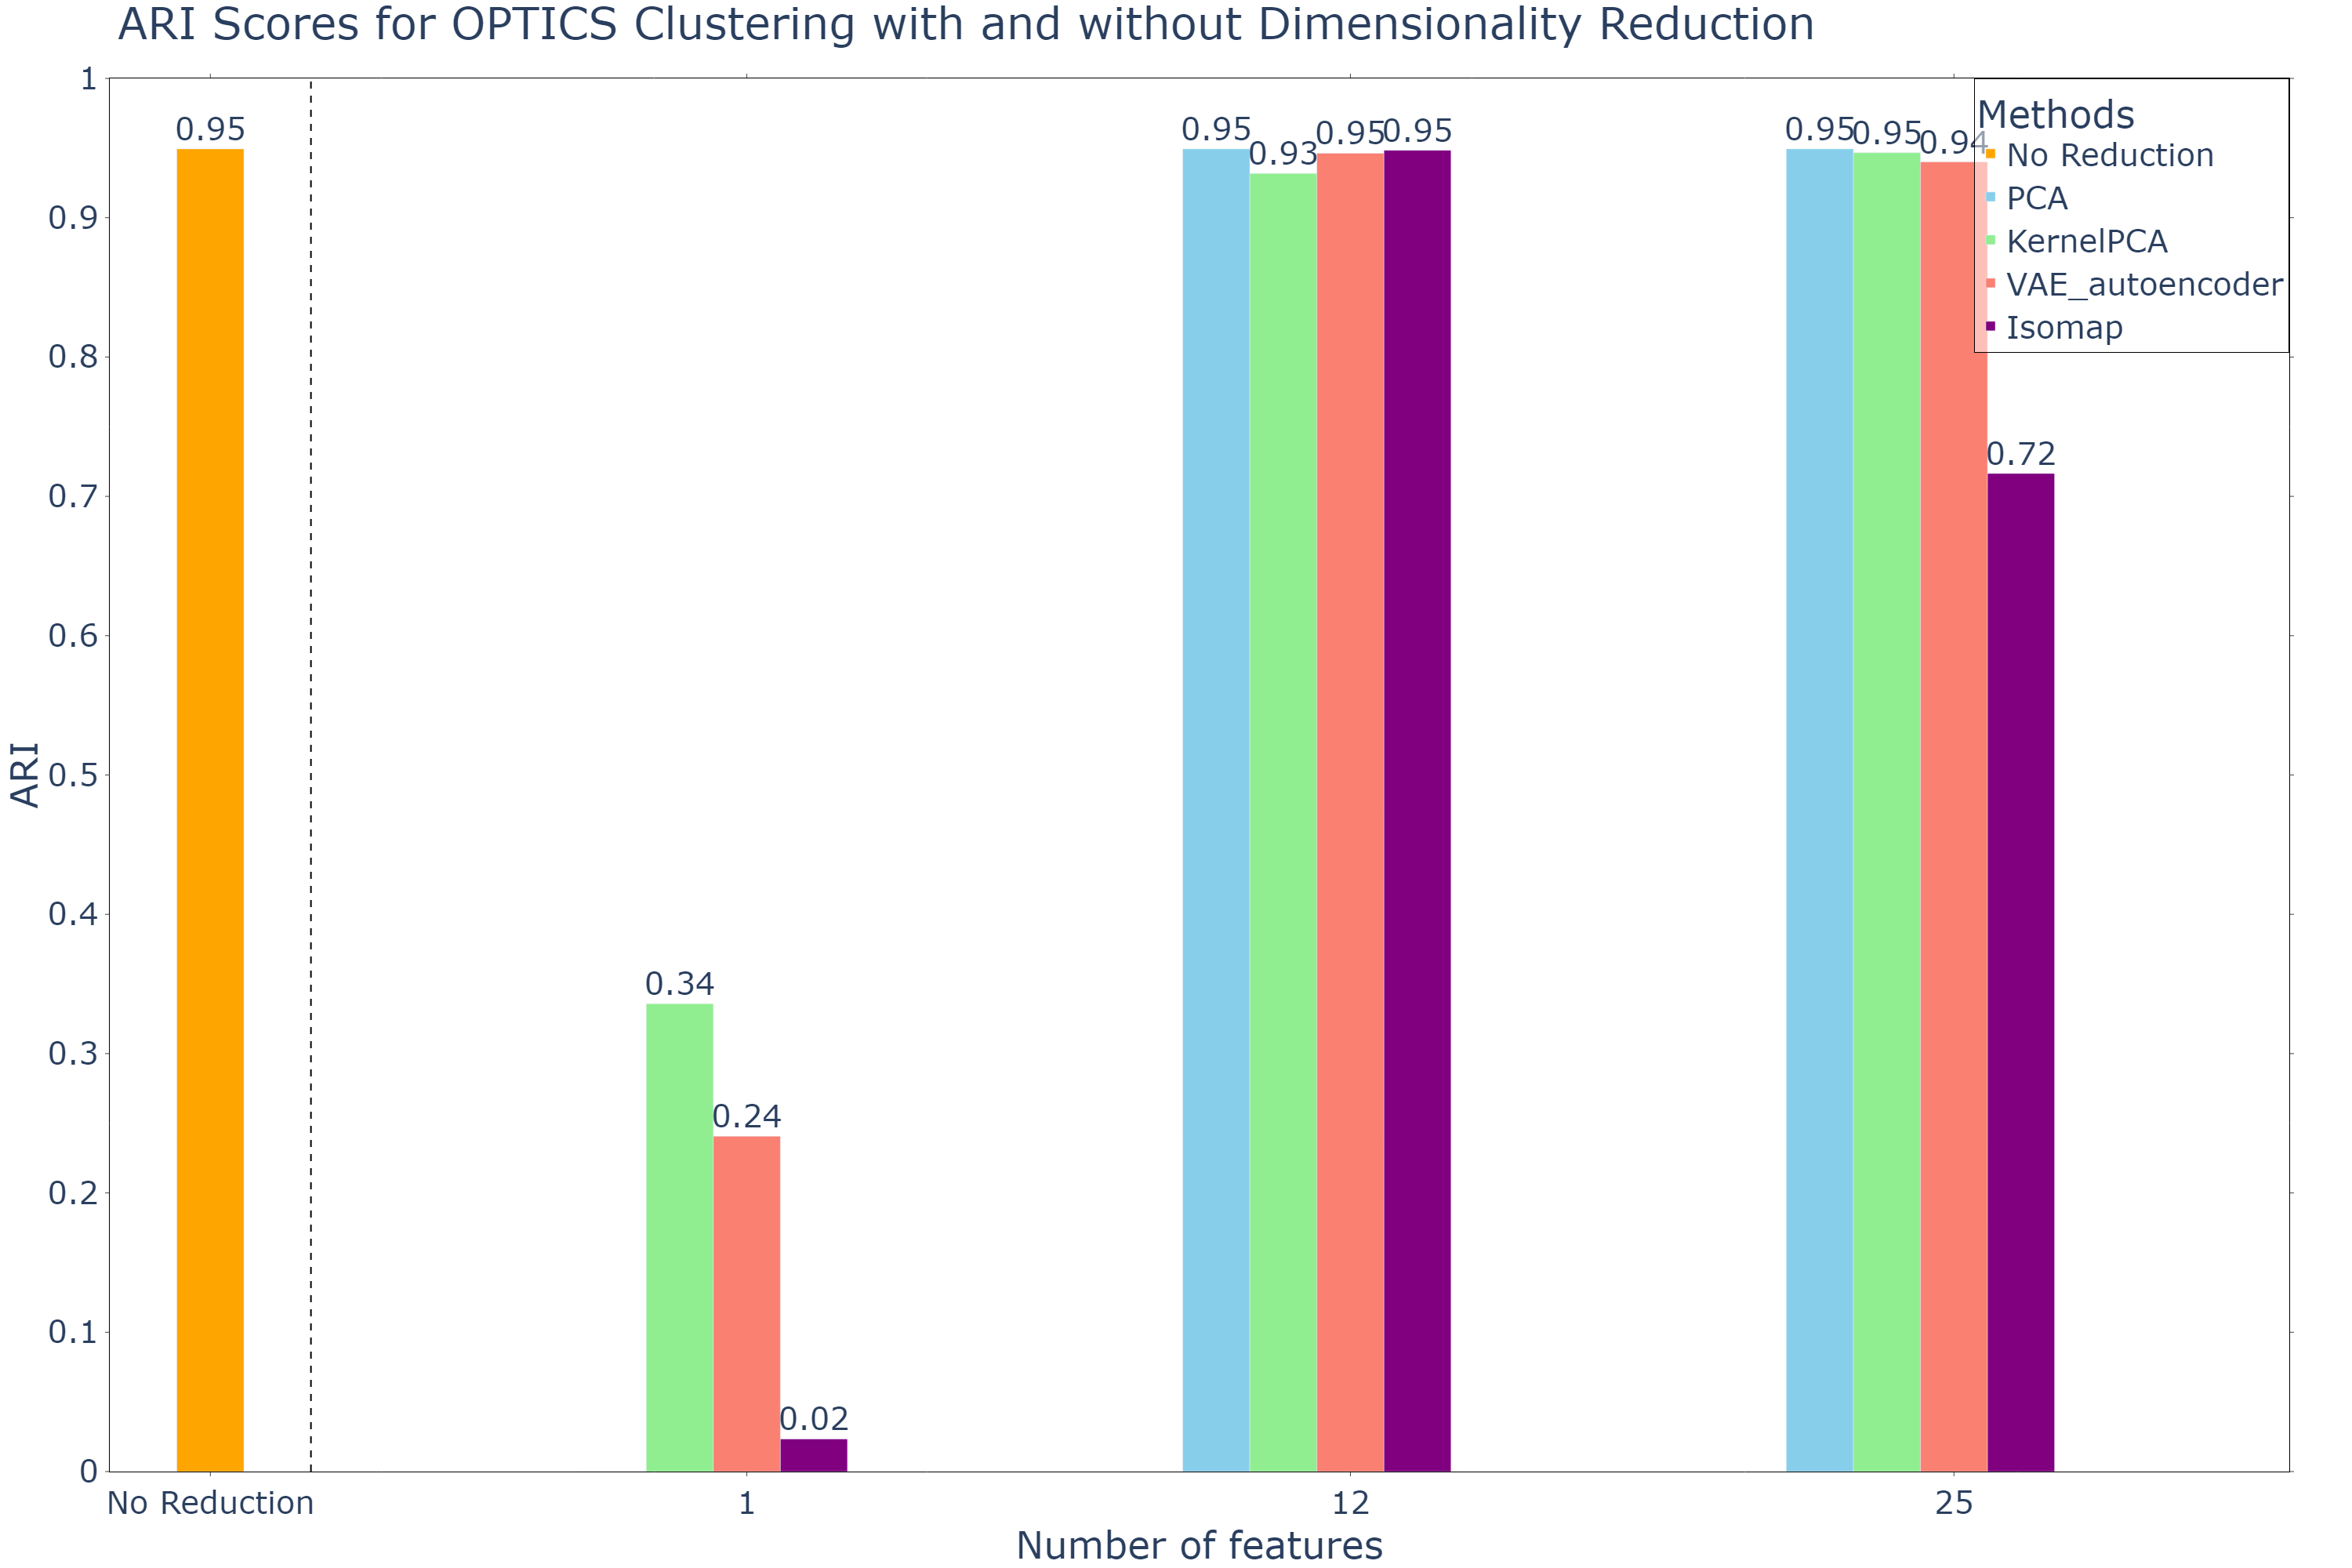 ARI Scores for OPTICS Clustering with and without Dimensionality Reduction
1
0.9
0.8
0.7
0.6
0.5
0.4
0.3
0.2
0.1
0
ARI
0.95
0.34
0.24
0.02
0.95
0.93
0.95
0.95
0.95
0.95
0.94
0.72
Methods
No Reduction
PCA
KernelPCA
VAE_autoencoder
Isomap
No Reduction 1 12 25
Number of features